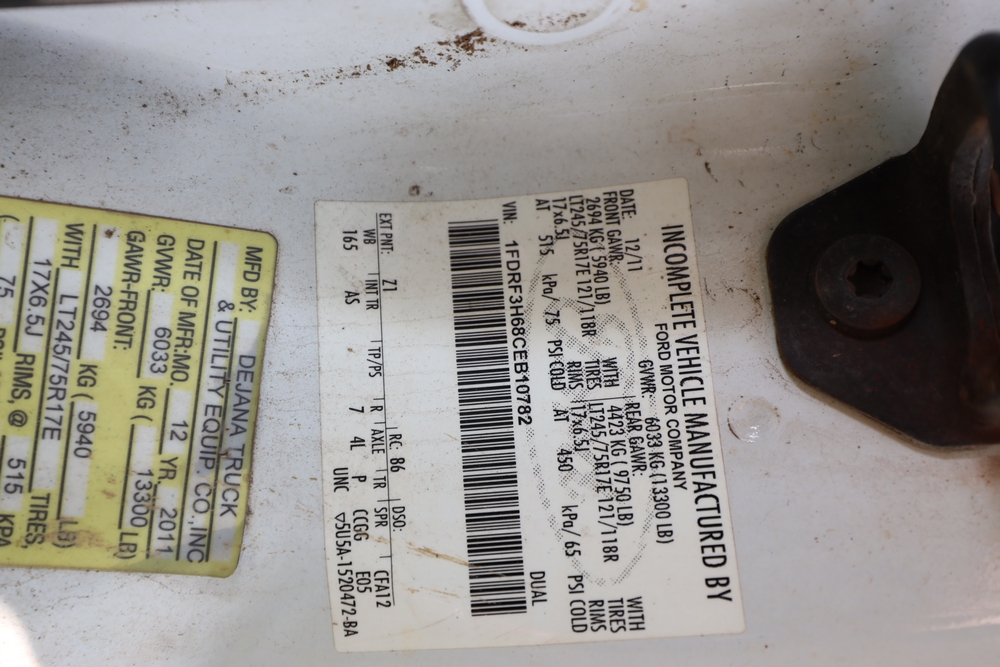 INCOMPLETE VEHICLE MANUFACTURED BY
FORD MOTOR COMPANY
DATE: 12/11 GVWR: 6033 KG (13300 LB)
FRONT GAWR: REAR GAWR: WITH
2694 KG ( 5940 LB) WITH 4423 KG ( 9750 LB) TIRES
LT245/75R17E 121/118R TIRES LT245/75R17E 121/118R RIMS
17x6.5J RIMS 17x6.5J
AT 515 kPa/ 75 PSI COLD AT 450 kPa/ 65 PSI COLD
VIN: 1FDRF3H68CEB10782 DUAL
EXT PNT: Z1 RC: 86 DSO:
WB INT TR TP/PS R AXLE TR SPR CFA12
165 AS 7 4L P CCGG E05
UNC ▽5U5A-1520472-BA
MFD BY: DEJANA TRUCK
& UTILITY EQUIP. CO., INC
DATE OF MFR:MO. 12 YR. 2011
GVWR: 6033 KG ( 13300 LB)
GAWR-FRONT:
2694 KG ( 5940 LB)
WITH LT245/75R17E TIRES,
17X6.5J RIMS, @ 515 KPA
( 75